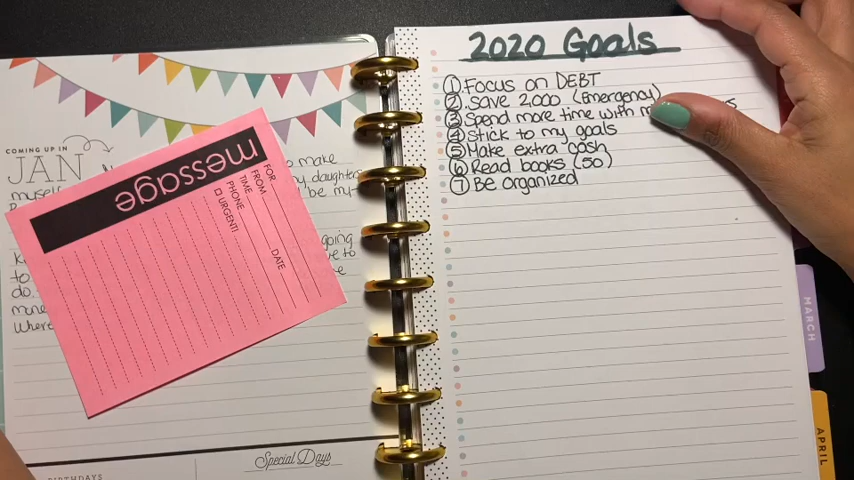 COMING UP IN
JAN
to make
myself
my daughters
be my
going
to
do.
message
FOR
FROM
TIME
PHONE
URGENT!
DATE
BIRTHDAYS
Special Days
2020 Goals
① Focus on DEBT
② Save 2,000 (Emergency)
③ Spend more time with
④ Stick to my goals
⑤ Make extra cash
⑥ Read books (50)
⑦ Be organized
MARCH
APRIL